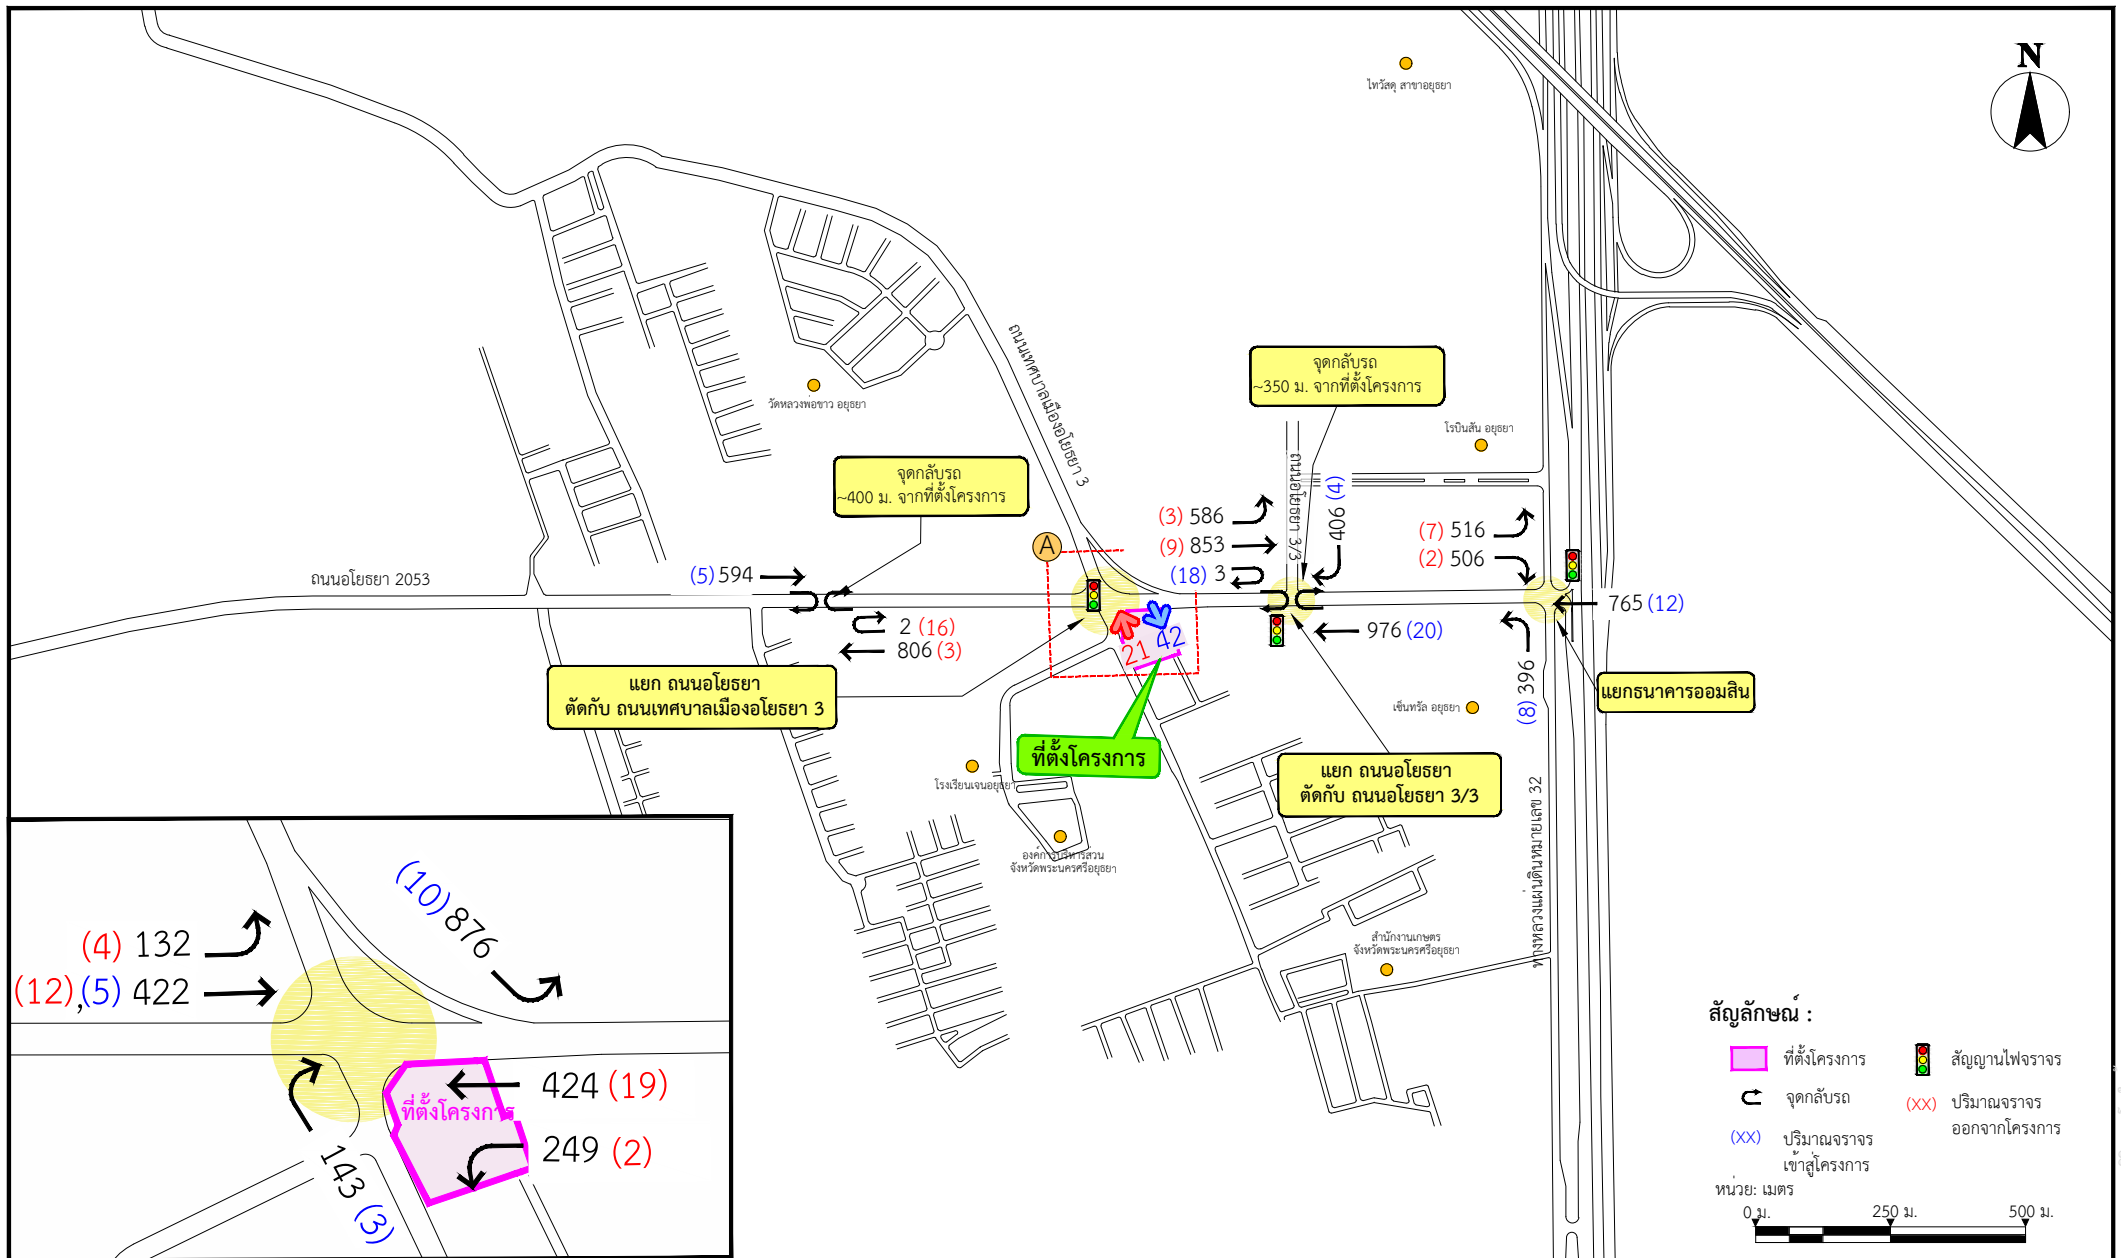 N
ไทวัสดุ สาขาอยุธยา
ถนนเทศบาลเมืองอโยธยา 3
จุดกลับรถ
~350 ม. จากที่ตั้งโครงการ
วัดหลวงพ่อขาว อยุธยา
โรบินสัน อยุธยา
จุดกลับรถ
~400 ม. จากที่ตั้งโครงการ
ถนนอโยธยา 3/3
406 (4)
(3) 586
(9) 853
(18) 3
(7) 516
(2) 506
A
ถนนอโยธยา 2053
(5) 594
2 (16)
806 (3)
21
42
976 (20)
765 (12)
(8) 396
แยก ถนนอโยธยา
ตัดกับ ถนนเทศบาลเมืองอโยธยา 3
แยกธนาคารออมสิน
เซ็นทรัล อยุธยา
ที่ตั้งโครงการ
แยก ถนนอโยธยา
ตัดกับ ถนนอโยธยา 3/3
โรงเรียนเจนอยุธยา
องค์การบริหารส่วน
จังหวัดพระนครศรีอยุธยา
ทางหลวงแผ่นดินหมายเลข 32
สำนักงานเกษตร
จังหวัดพระนครศรีอยุธยา
(10) 876
(4) 132
(12),(5) 422
424 (19)
ที่ตั้งโครงการ
249 (2)
143 (3)
สัญลักษณ์ :
ที่ตั้งโครงการ
สัญญานไฟจราจร
จุดกลับรถ
(XX) ปริมาณจราจร
ออกจากโครงการ
(XX) ปริมาณจราจร
เข้าสู่โครงการ
หน่วย: เมตร
0 ม.
250 ม.
500 ม.